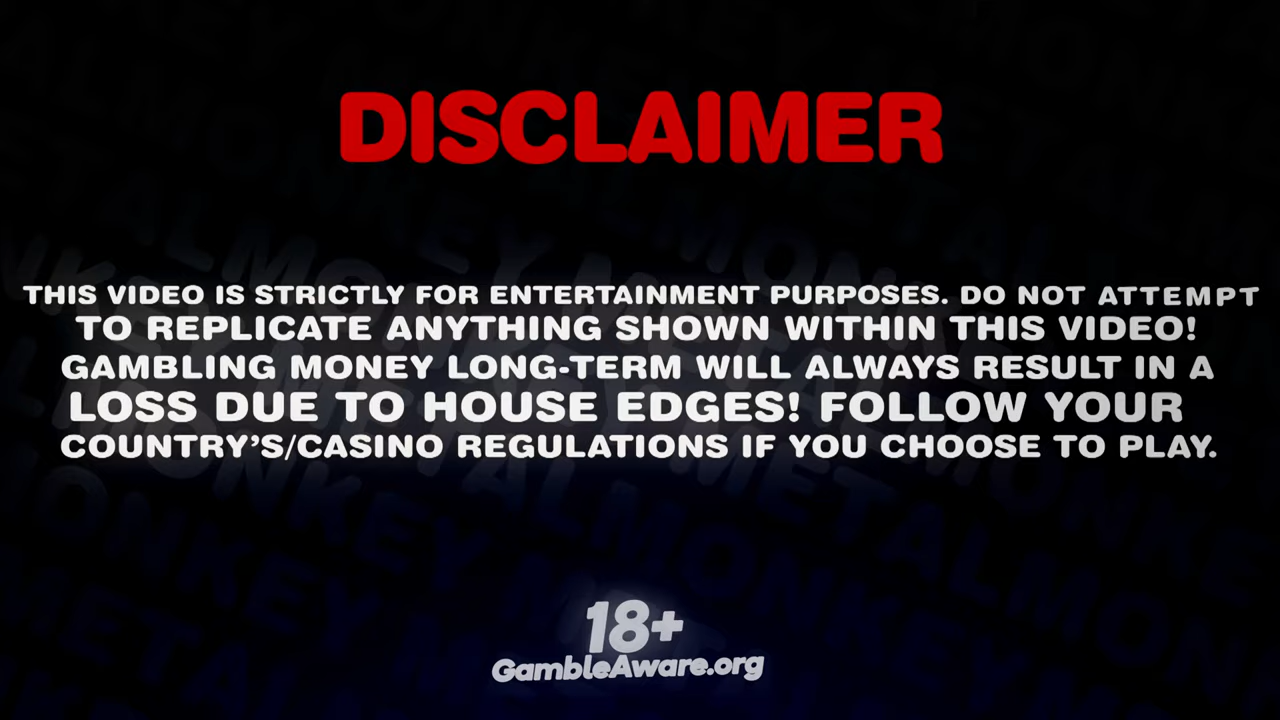 DISCLAIMER
THIS VIDEO IS STRICTLY FOR ENTERTAINMENT PURPOSES. DO NOT ATTEMPT
TO REPLICATE ANYTHING SHOWN WITHIN THIS VIDEO!
GAMBLING MONEY LONG-TERM WILL ALWAYS RESULT IN A
LOSS DUE TO HOUSE EDGES! FOLLOW YOUR
COUNTRY'S/CASINO REGULATIONS IF YOU CHOOSE TO PLAY.
18+
GambleAware.org